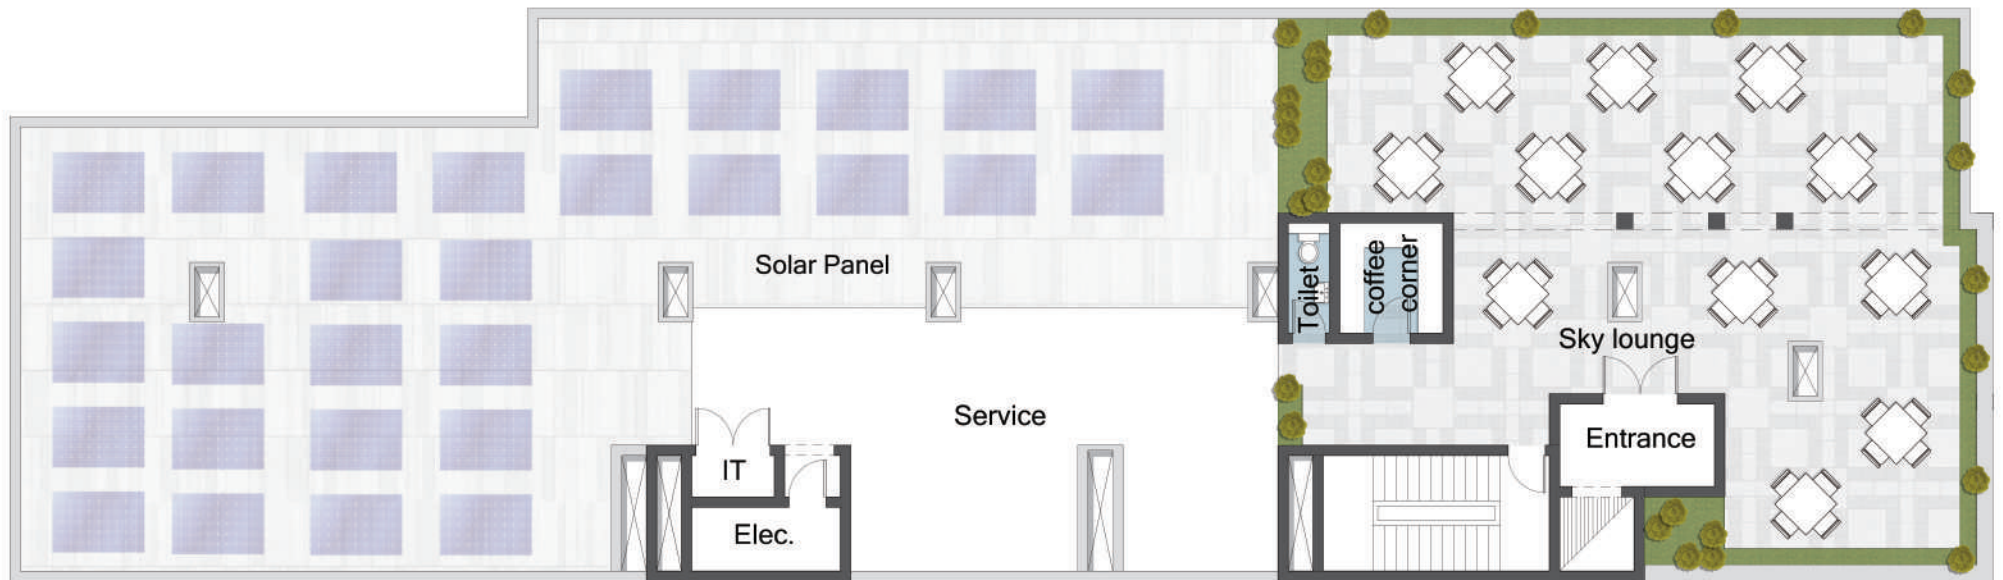 Solar Panel
Toilet
coffee
corner
Sky lounge
Service
Entrance
IT
Elec.